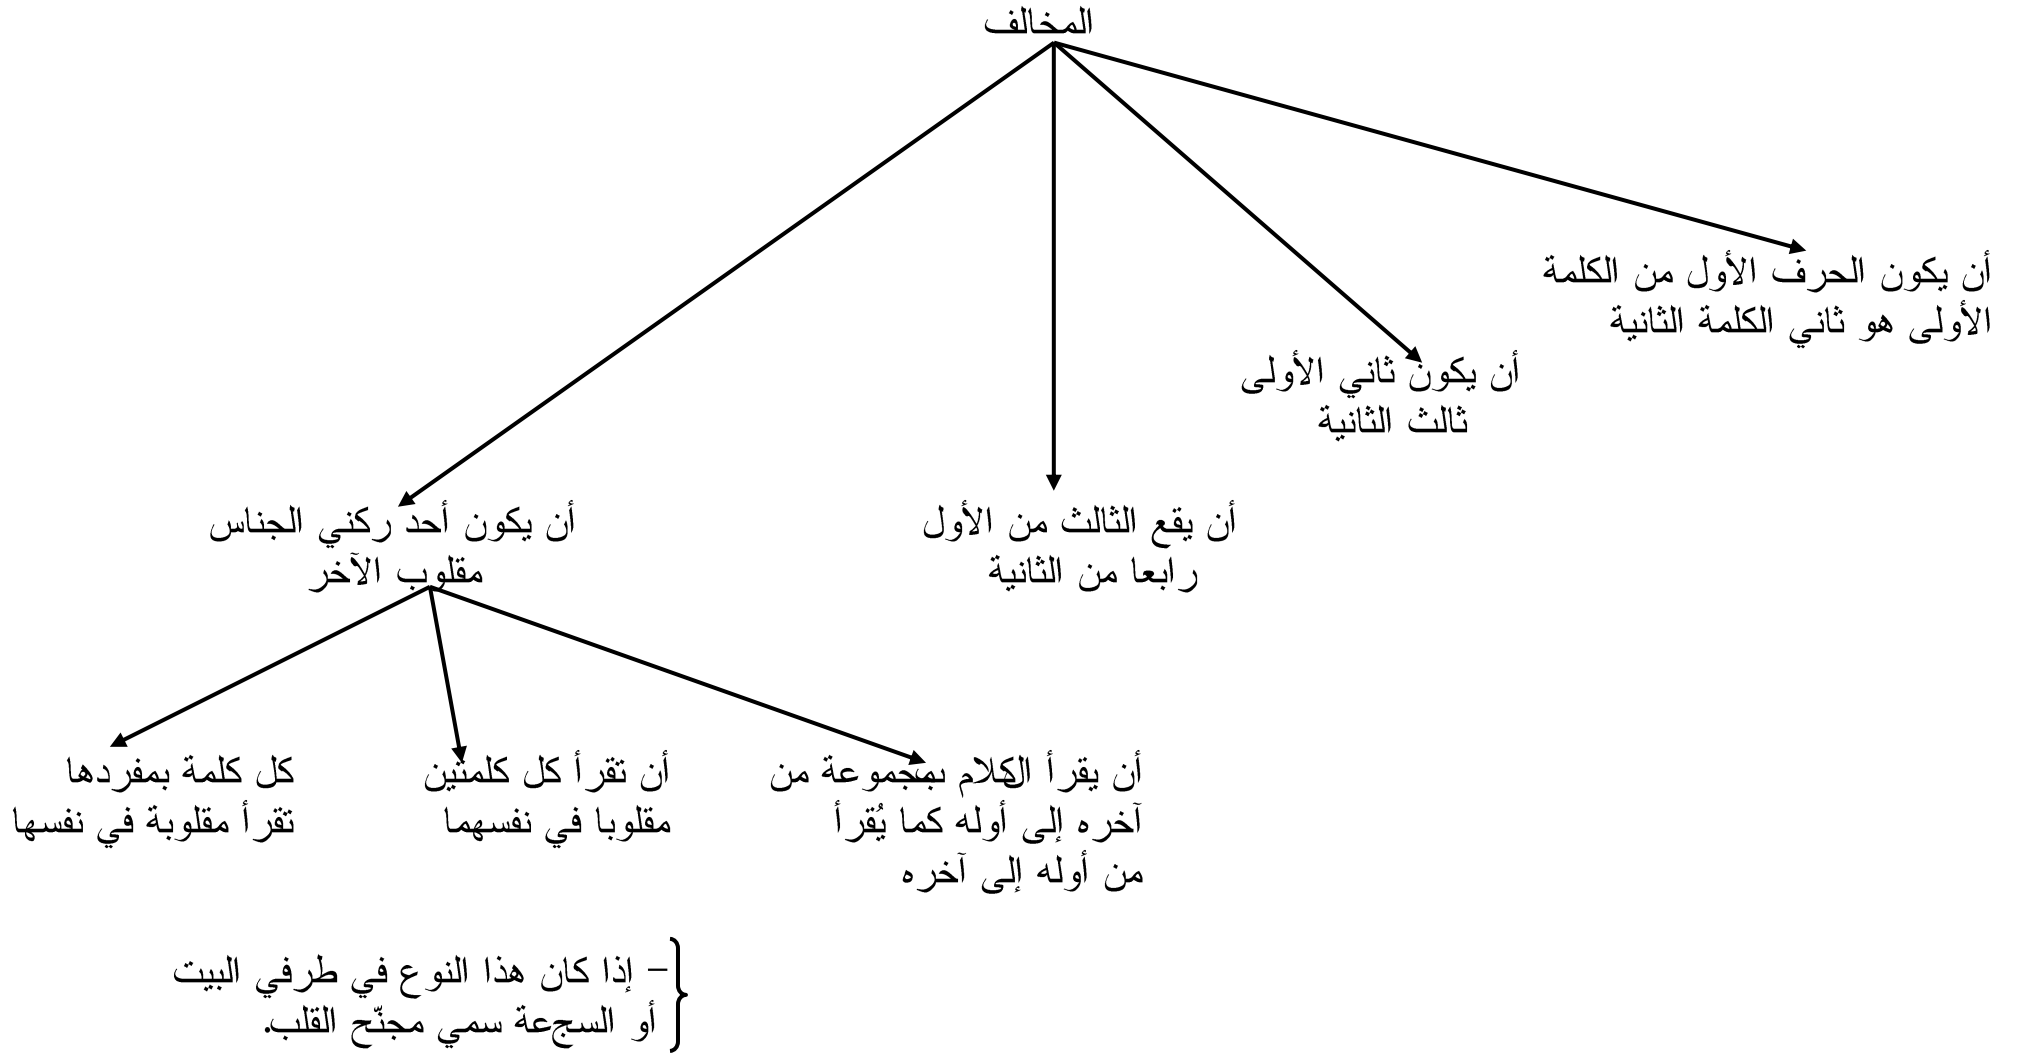 المخالف
أن يكون الحرف الأول من الكلمة
الأولى هو ثاني الكلمة الثانية
أن يكون ثاني الأولى
ثالث الثانية
أن يقع الثالث من الأول
رابعا من الثانية
أن يكون أحد ركني الجناس
مقلوب الآخر
أن يقرأ الكلام بمجموعة من
آخره إلى أوله كما يُقرأ
من أوله إلى آخره
أن تقرأ كل كلمتين
مقلوبا في نفسهما
كل كلمة بمفردها
تقرأ مقلوبة في نفسها
– إذا كان هذا النوع في طرفي البيت
أو السجعة سمي مجنّح القلب.